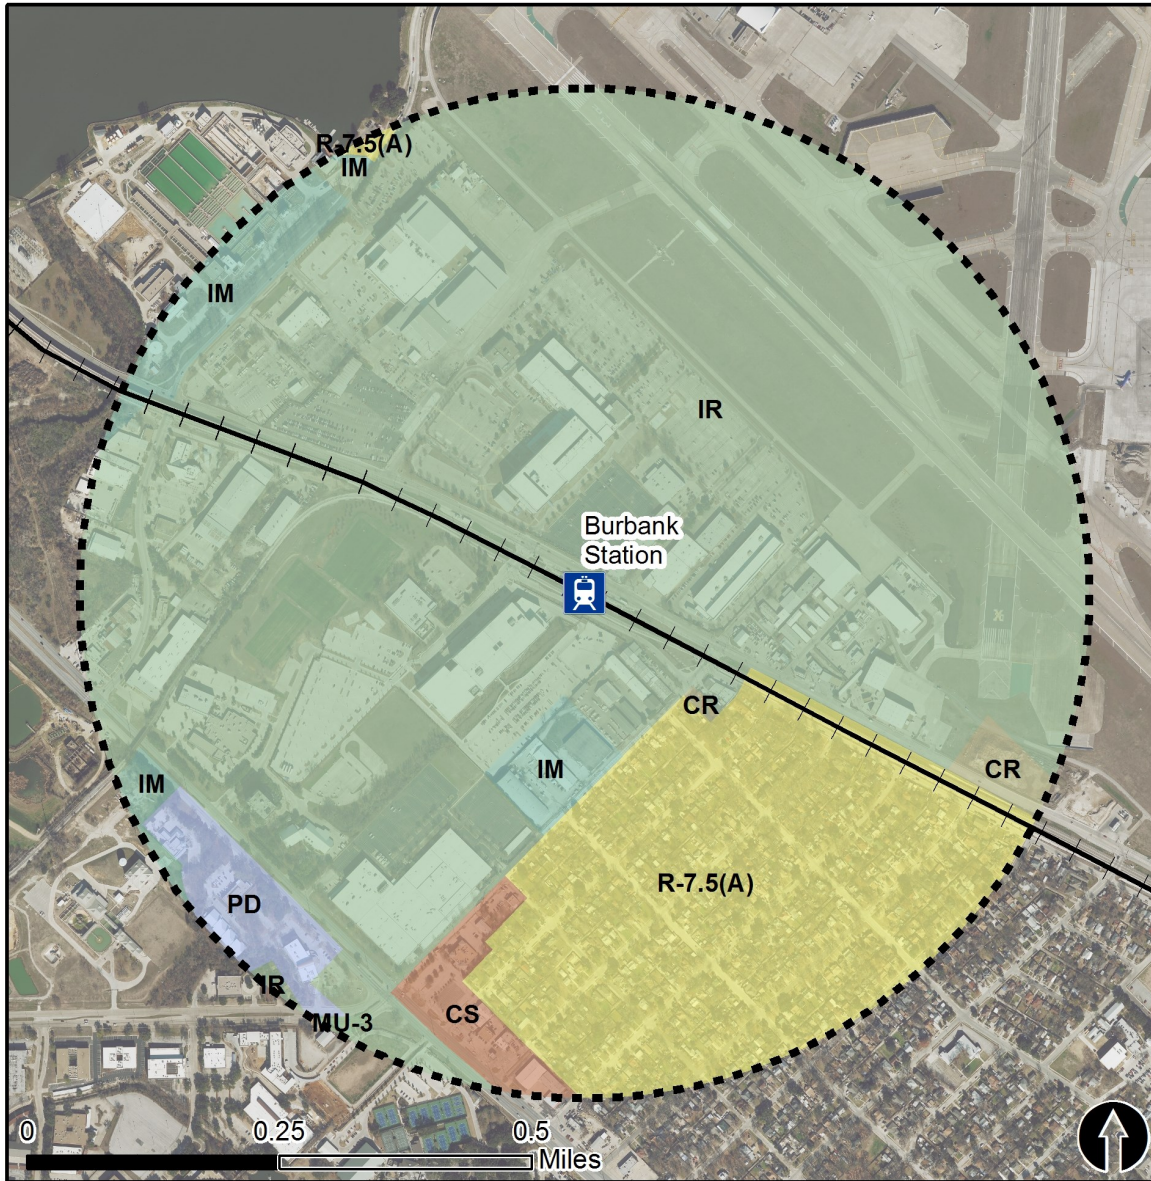 R-7.5(A)
IM
IM
IR
Burbank
Station
CR
IM
CR
IM
R-7.5(A)
PD
IR
CS
MU-3
0
0.25
0.5
Miles